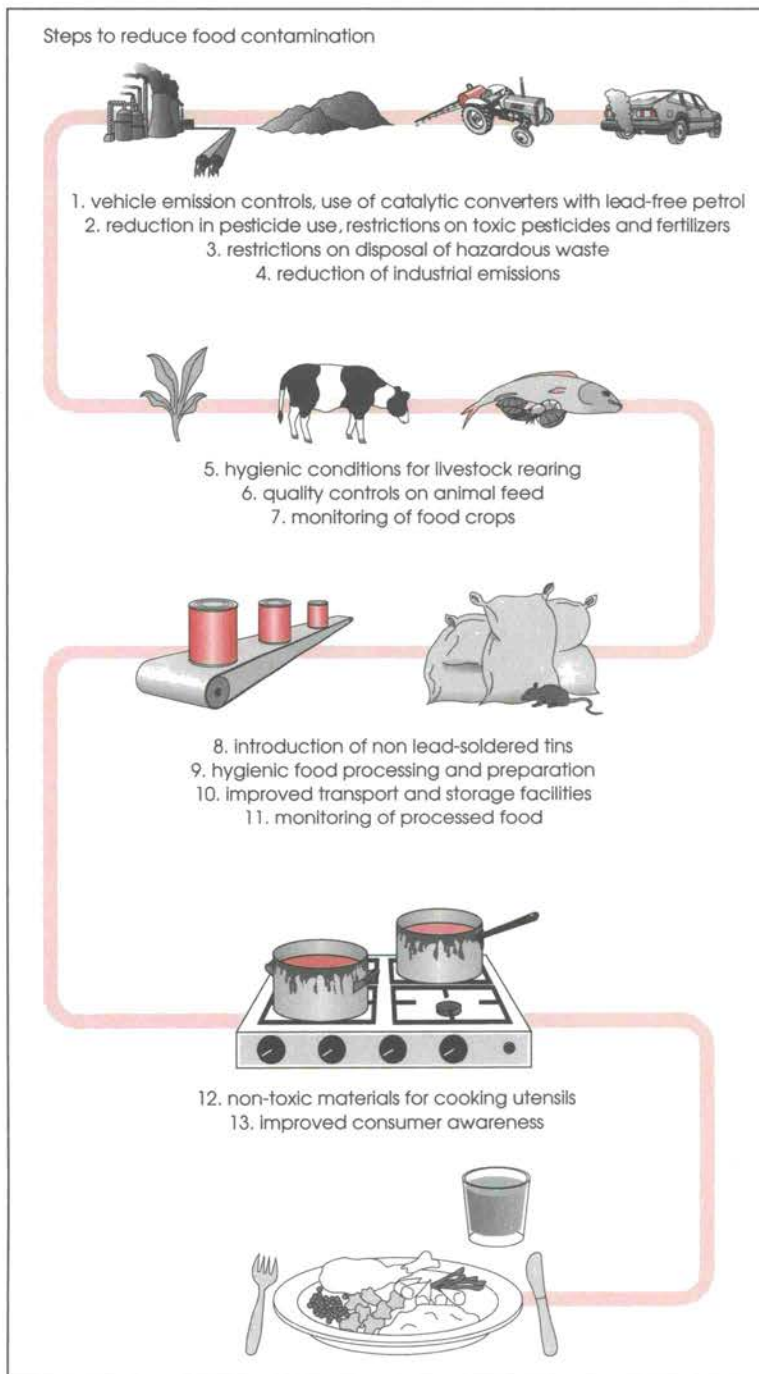 Steps to reduce food contamination
1. vehicle emission controls, use of catalytic converters with lead-free petrol
2. reduction in pesticide use, restrictions on toxic pesticides and fertilizers
3. restrictions on disposal of hazardous waste
4. reduction of industrial emissions
5. hygienic conditions for livestock rearing
6. quality controls on animal feed
7. monitoring of food crops
8. introduction of non lead-soldered tins
9. hygienic food processing and preparation
10. improved transport and storage facilities
11. monitoring of processed food
12. non-toxic materials for cooking utensils
13. improved consumer awareness